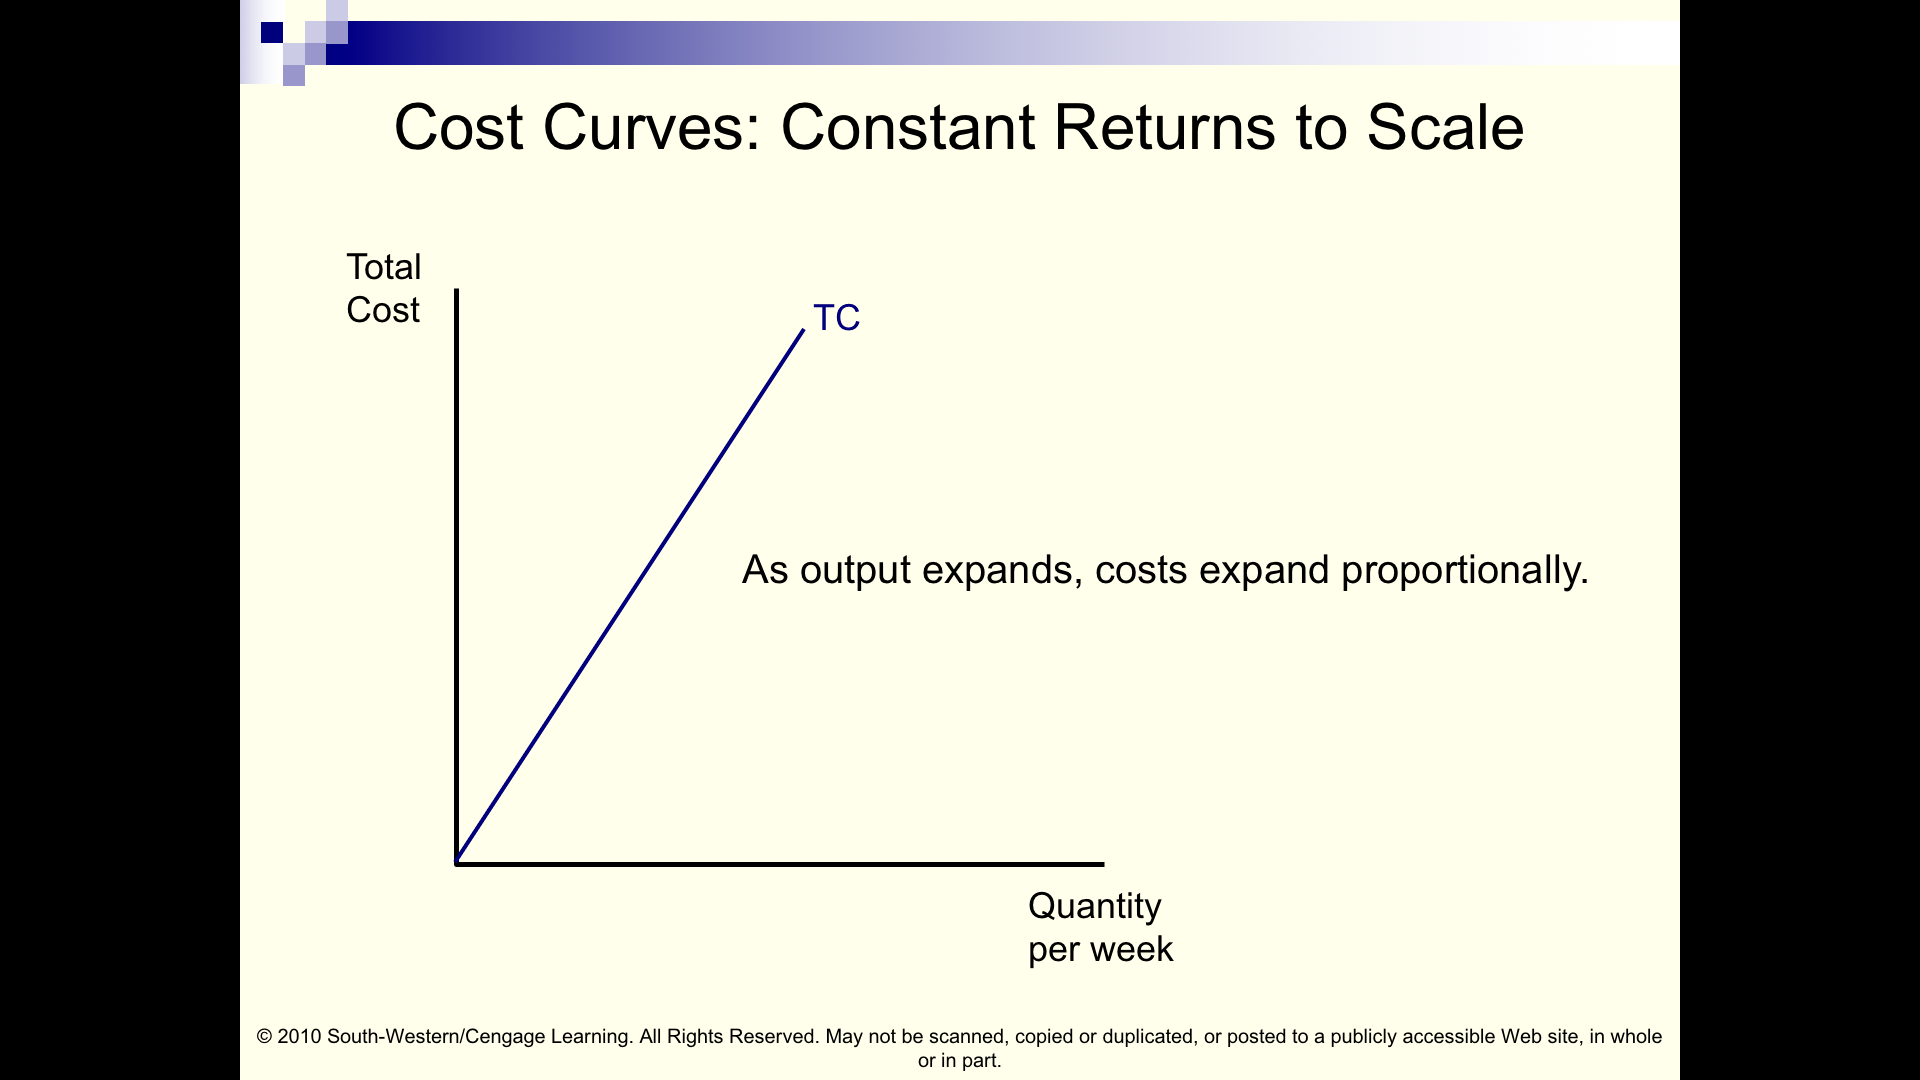 Cost Curves: Constant Returns to Scale
Total
Cost
TC
As output expands, costs expand proportionally.
Quantity
per week
© 2010 South-Western/Cengage Learning. All Rights Reserved. May not be scanned, copied or duplicated, or posted to a publicly accessible Web site, in whole
or in part.